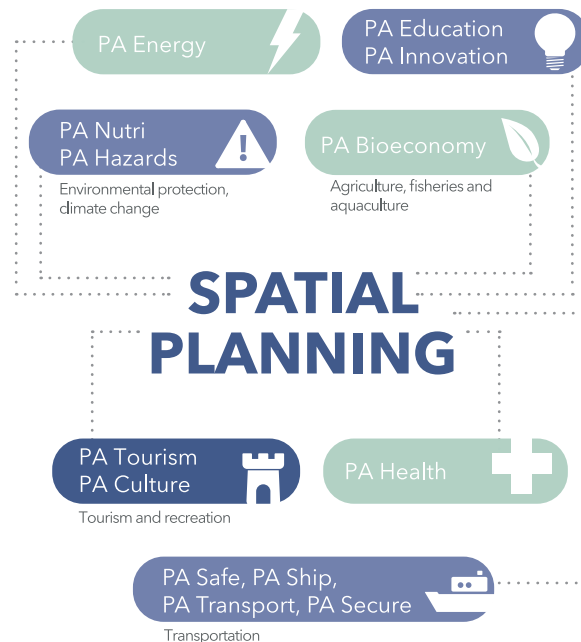 PA Energy
PA Education
PA Innovation
PA Nutri
PA Hazards
Environmental protection,
climate change
PA Bioeconomy
Agriculture, fisheries and
aquaculture
SPATIAL
PLANNING
PA Tourism
PA Culture
Tourism and recreation
PA Health
PA Safe, PA Ship,
PA Transport, PA Secure
Transportation